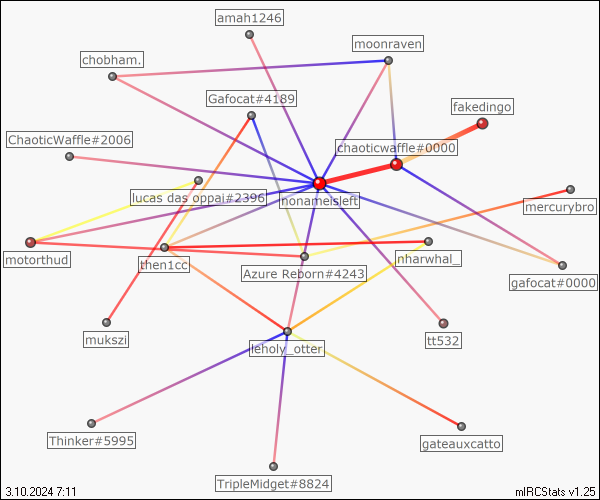 amah1246
moonraven
chobham.
Gafocat#4189
fakedingo
ChaoticWaffle#2006
chaoticwaffle#0000
lucas das oppai#2396
nonameisleft
mercurybro
motorthud
then1cc
nharwhal_
Azure Reborn#4243
gafocat#0000
mukszi
leholy_otter
tt532
Thinker#5995
gateauxcatto
TripleMidget#8824
3.10.2024 7:11
mIRCStats v1.25